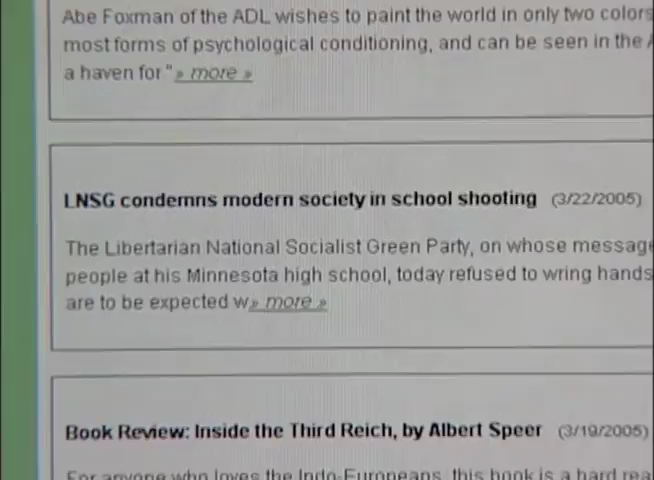 Abe Foxman of the ADL wishes to paint the world in only two colors
most forms of psychological conditioning, and can be seen in the
a haven for "» more »
LNSG condemns modern society in school shooting (3/22/2005)
The Libertarian National Socialist Green Party, on whose message
people at his Minnesota high school, today refused to wring hands
are to be expected w» more »
Book Review: Inside the Third Reich, by Albert Speer (3/19/2005)
For anyone who loves the Indo-Europeans, this book is a hard rea